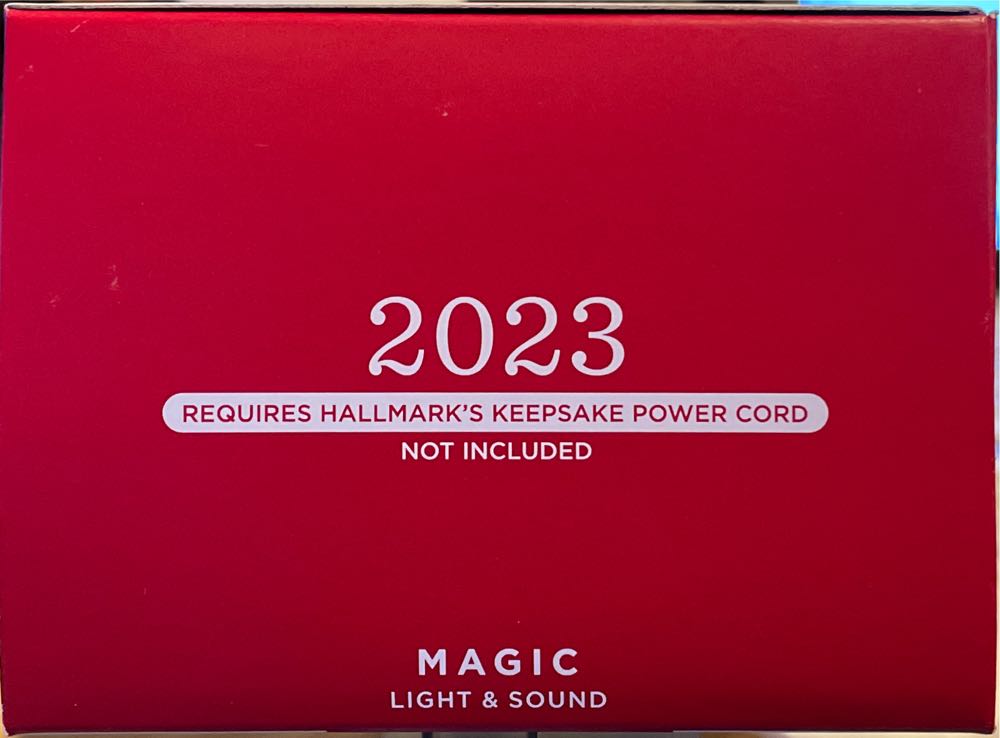 2023
REQUIRES HALLMARK'S KEEPSAKE POWER CORD
NOT INCLUDED
MAGIC
LIGHT & SOUND